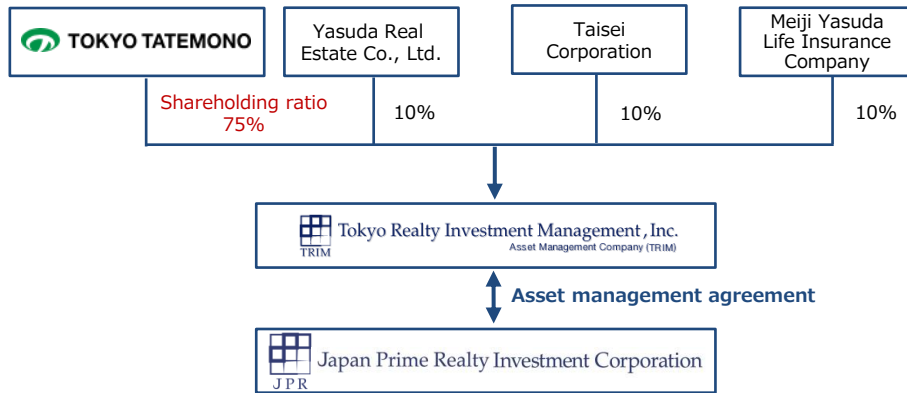 TOKYO TATEMONO
Yasuda Real
Estate Co., Ltd.
Taisei
Corporation
Meiji Yasuda
Life Insurance
Company
Shareholding ratio
75%
10%
10%
10%
TRIM
Tokyo Realty Investment Management, Inc.
Asset Management Company (TRIM)
Asset management agreement
JPR
Japan Prime Realty Investment Corporation